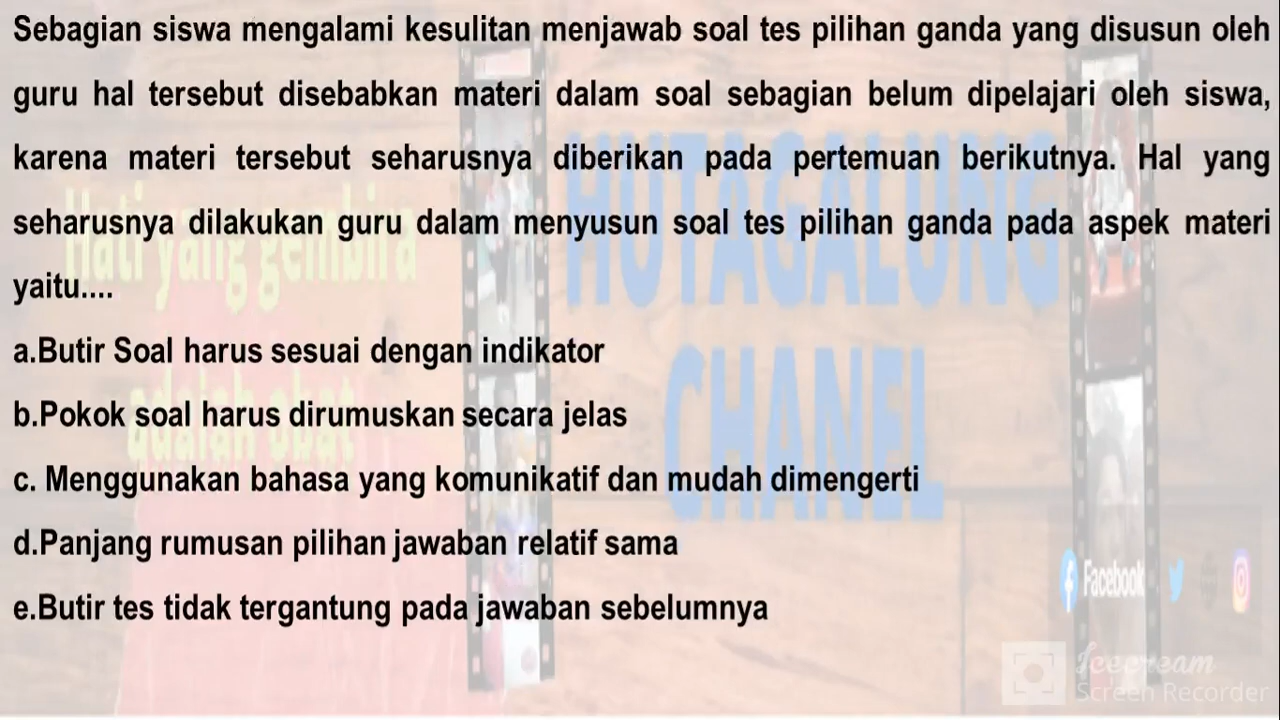 Sebagian siswa mengalami kesulitan menjawab soal tes pilihan ganda yang disusun oleh
guru hal tersebut disebabkan materi dalam soal sebagian belum dipelajari oleh siswa,
karena materi tersebut seharusnya diberikan pada pertemuan berikutnya. Hal yang
seharusnya dilakukan guru dalam menyusun soal tes pilihan ganda pada aspek materi
yaitu....
a.Butir Soal harus sesuai dengan indikator
b.Pokok soal harus dirumuskan secara jelas
c. Menggunakan bahasa yang komunikatif dan mudah dimengerti
d.Panjang rumusan pilihan jawaban relatif sama
e.Butir tes tidak tergantung pada jawaban sebelumnya
Hati yang gembira
adalah obat
HUTAGALUNG
CHANEL
Facebook
Icecream
Screen Recorder